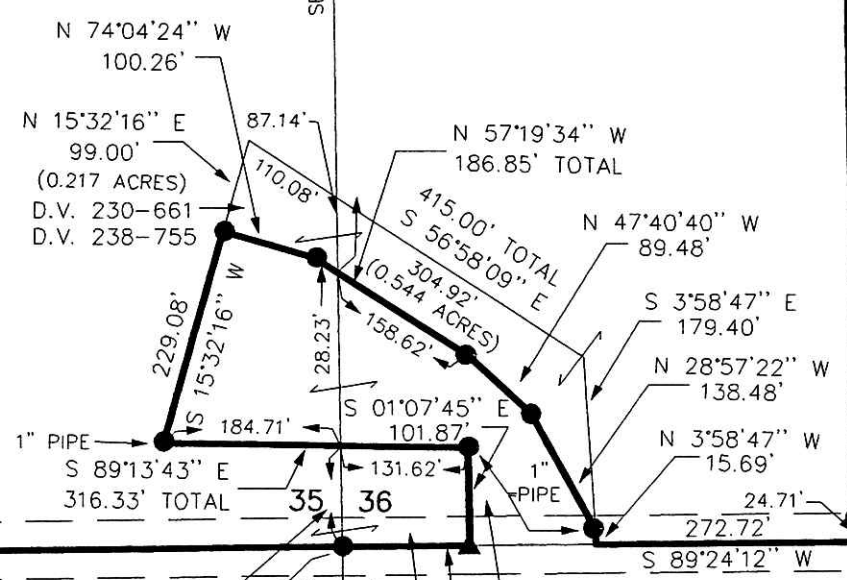 SE
N 74°04'24'' W
100.26'
N 15°32'16'' E
99.00'
(0.217 ACRES)
D.V. 230-661
D.V. 238-755
87.14'
110.08'
N 57°19'34'' W
186.85' TOTAL
415.00' TOTAL
S 56°58'09'' E
304.92'
(0.544 ACRES)
158.62'
N 47°40'40'' W
89.48'
S 3°58'47'' E
179.40'
N 28°57'22'' W
138.48'
N 3°58'47'' W
15.69'
229.08'
S 15°32'16'' W
28.23'
S 01°07'45'' E
101.87'
184.71'
131.62'
1'' PIPE
S 89°13'43'' E
316.33' TOTAL
35 36
1''
PIPE
24.71'
272.72'
S 89°24'12'' W